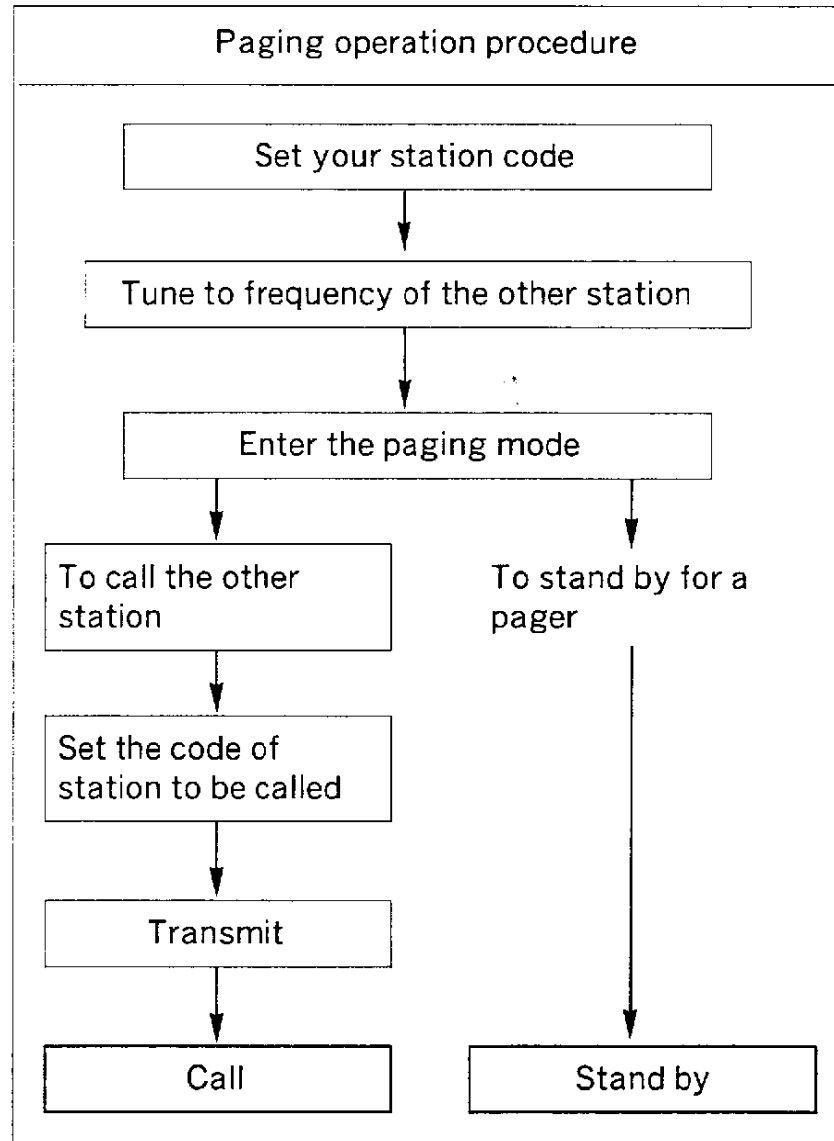 Paging operation procedure
Set your station code
Tune to frequency of the other station
Enter the paging mode
To call the other
station
To stand by for a
pager
Set the code of
station to be called
Transmit
Call
Stand by